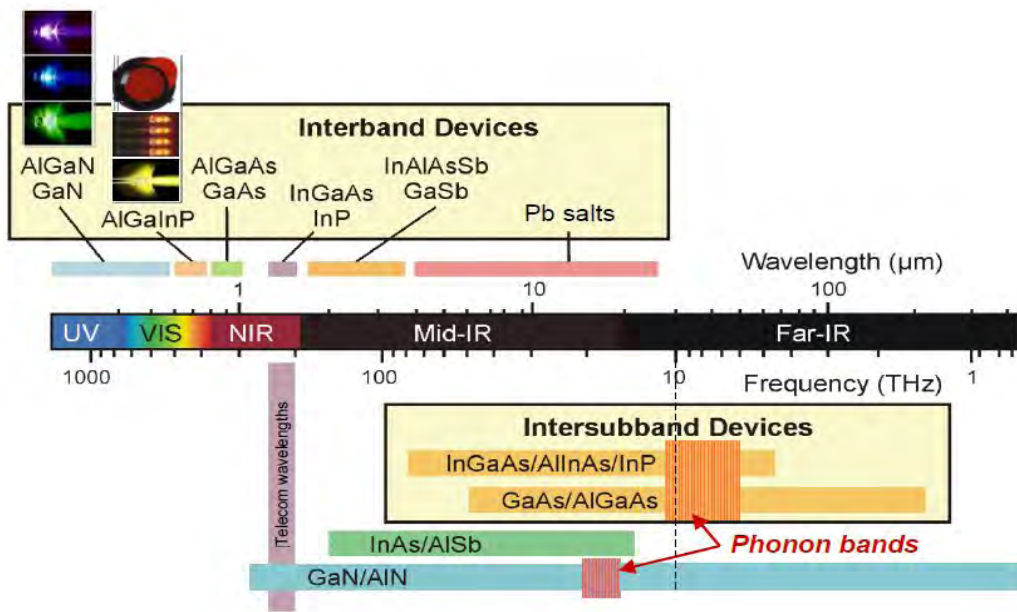 Interband Devices
AlGaN
GaN
AlGaInP
AlGaAs
GaAs
InGaAs
InP
InAlAsSb
GaSb
Pb salts
Wavelength (µm)
1
10
100
UV
VIS
NIR
Mid-IR
Far-IR
1000
100
10
Frequency (THz)
1
Telecom wavelengths
Intersubband Devices
InGaAs/AlInAs/InP
GaAs/AlGaAs
InAs/AlSb
Phonon bands
GaN/AlN